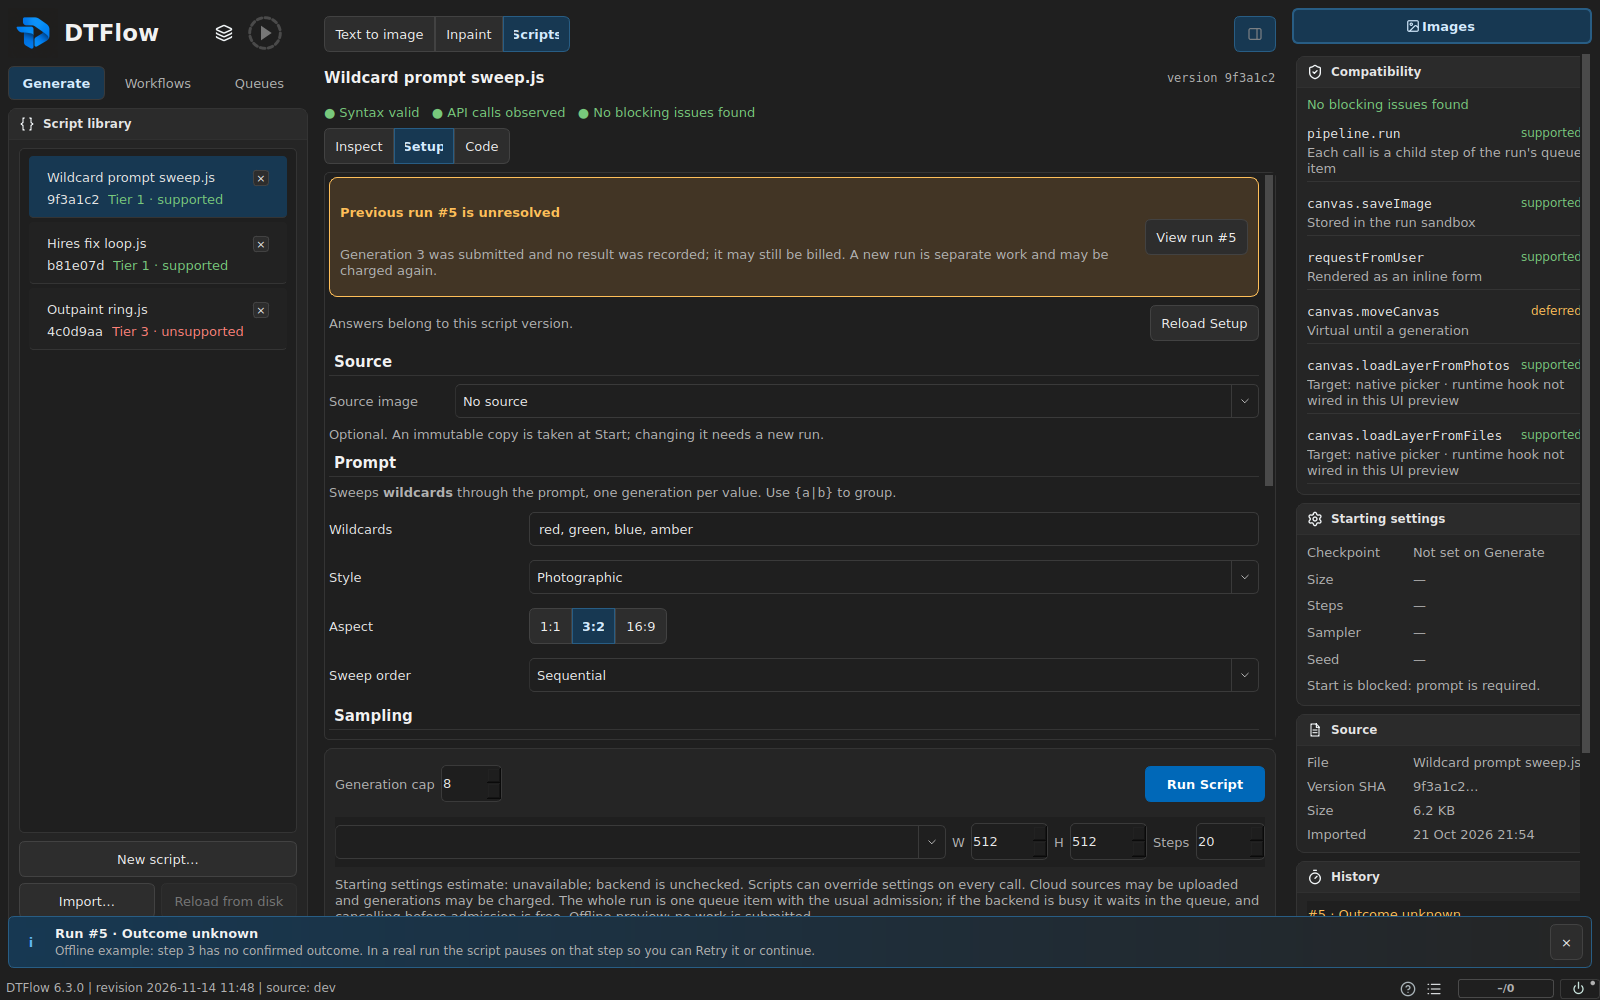 DTFlow
Generate
Workflows
Queues
Script library
Wildcard prompt sweep.js
9f3a1c2 Tier 1 · supported
Hires fix loop.js
b81e07d Tier 1 · supported
Outpaint ring.js
4c0d9aa Tier 3 · unsupported
New script...
Import...
Reload from disk
Text to image
Inpaint
Scripts
Wildcard prompt sweep.js
version 9f3a1c2
Syntax valid
API calls observed
No blocking issues found
Inspect
Setup
Code
Previous run #5 is unresolved
Generation 3 was submitted and no result was recorded; it may still be billed. A new run is separate work and may be
charged again.
View run #5
Answers belong to this script version.
Reload Setup
Source
Source image
No source
Optional. An immutable copy is taken at Start; changing it needs a new run.
Prompt
Sweeps wildcards through the prompt, one generation per value. Use {a|b} to group.
Wildcards
red, green, blue, amber
Style
Photographic
Aspect
1:1
3:2
16:9
Sweep order
Sequential
Sampling
Generation cap
8
Run Script
W
512
H
512
Steps
20
Starting settings estimate: unavailable; backend is unchecked. Scripts can override settings on every call. Cloud sources may be uploaded
and generations may be charged. The whole run is one queue item with the usual admission; if the backend is busy it waits in the queue, and
cancelling before admission is free. Offline preview: no work is submitted.
Images
Compatibility
No blocking issues found
pipeline.run
supported
Each call is a child step of the run's queue
item
canvas.saveImage
supported
Stored in the run sandbox
requestFromUser
supported
Rendered as an inline form
canvas.moveCanvas
deferred
Virtual until a generation
canvas.loadLayerFromPhotos
supported
Target: native picker · runtime hook not
wired in this UI preview
canvas.loadLayerFromFiles
supported
Target: native picker · runtime hook not
wired in this UI preview
Starting settings
Checkpoint
Not set on Generate
Size
—
Steps
—
Sampler
—
Seed
—
Start is blocked: prompt is required.
Source
File
Wildcard prompt sweep.js
Version SHA
9f3a1c2...
Size
6.2 KB
Imported
21 Oct 2026 21:54
History
#5 · Outcome unknown
Run #5 · Outcome unknown
Offline example: step 3 has no confirmed outcome. In a real run the script pauses on that step so you can Retry it or continue.
DTFlow 6.3.0 | revision 2026-11-14 11:48 | source: dev
–/0